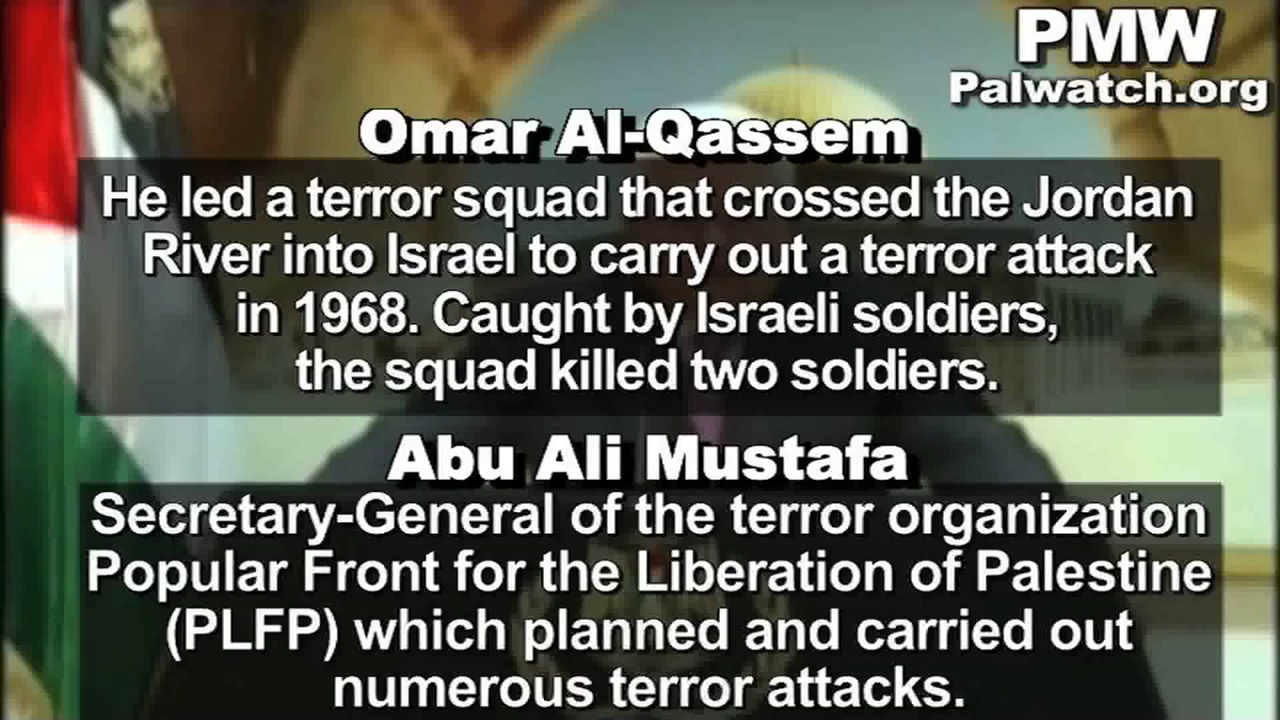 PMW
Palwatch.org
Omar Al-Qassem
He led a terror squad that crossed the Jordan
River into Israel to carry out a terror attack
in 1968. Caught by Israeli soldiers,
the squad killed two soldiers.
Abu Ali Mustafa
Secretary-General of the terror organization
Popular Front for the Liberation of Palestine
(PLFP) which planned and carried out
numerous terror attacks.